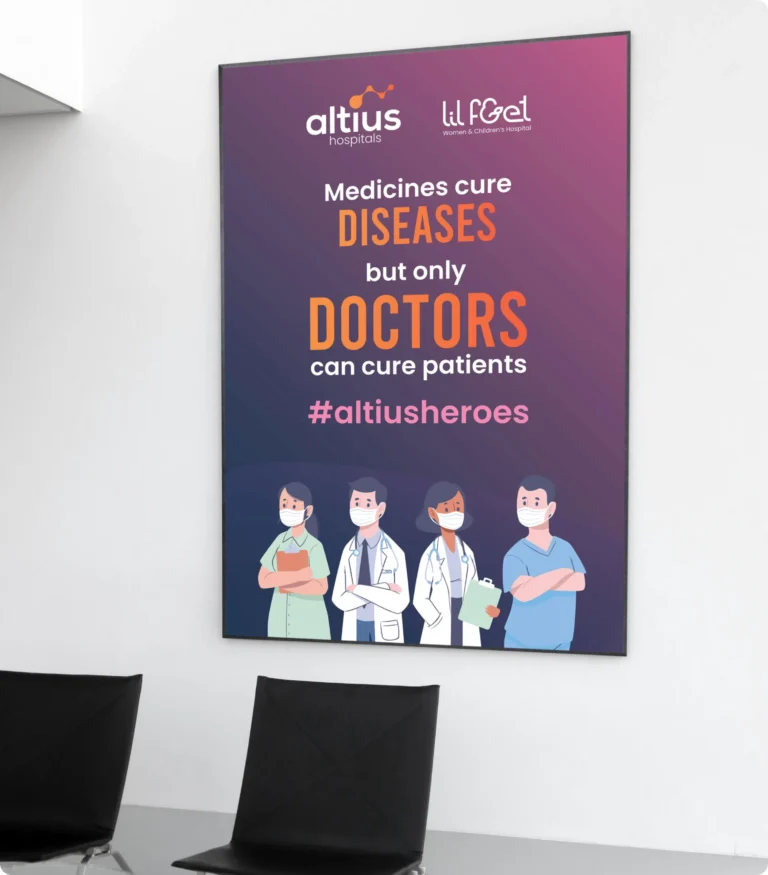 altius
hospitals
lil feet
Women & Children's Hospital
Medicines cure
DISEASES
but only
DOCTORS
can cure patients
#altiusheroes